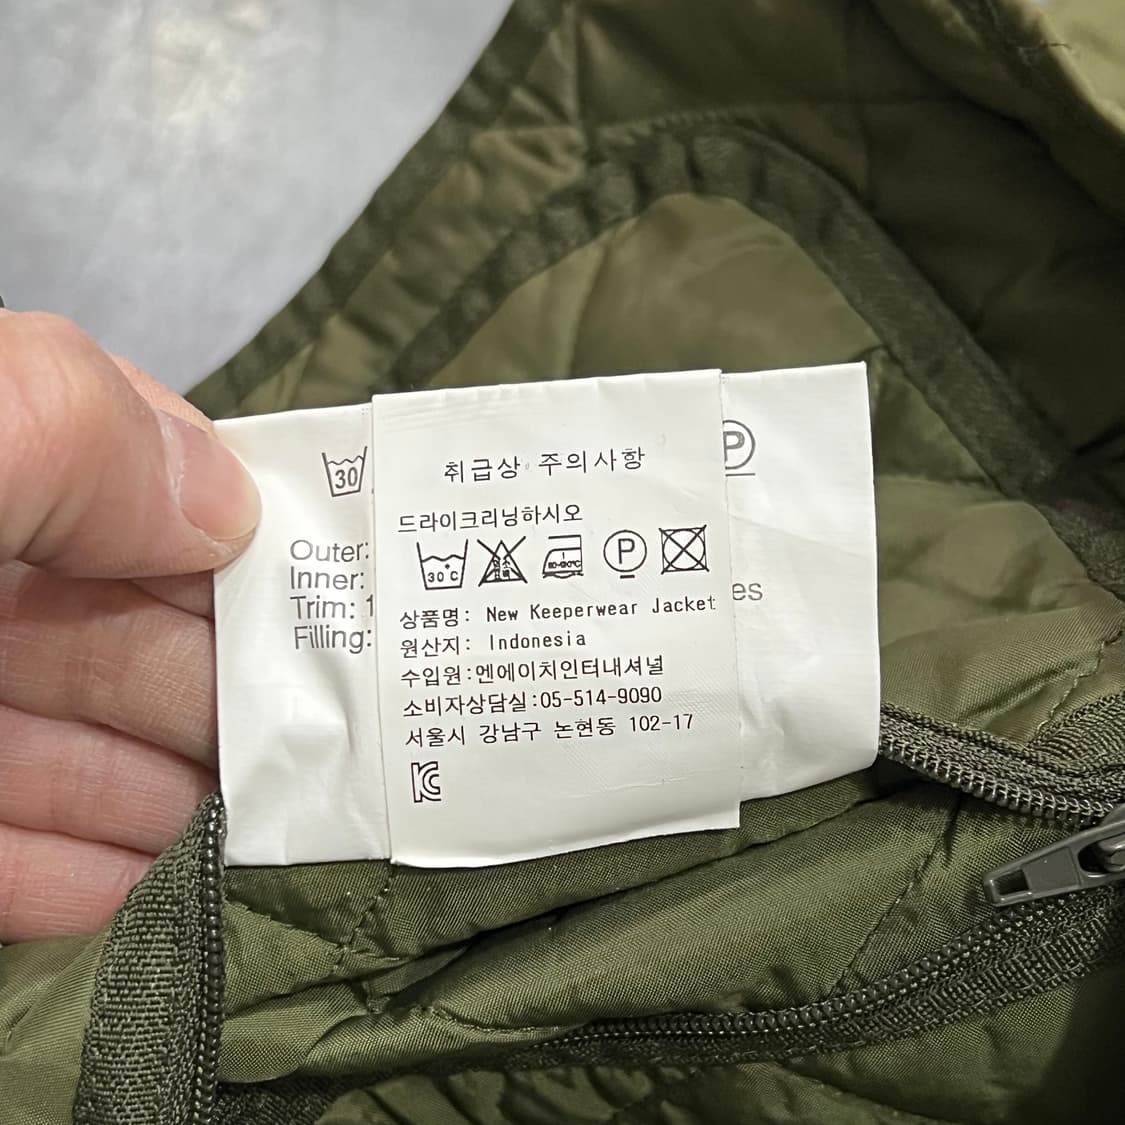 30
P
취급상 주의사항
드라이크리닝하시오
30℃
80-120℃
P
Outer:
Inner:
Trim: 1
Filling:
es
상품명: New Keeperwear Jacket
원산지: Indonesia
수입원:엔에이치인터내셔널
소비자상담실:05-514-9090
서울시 강남구 논현동 102-17